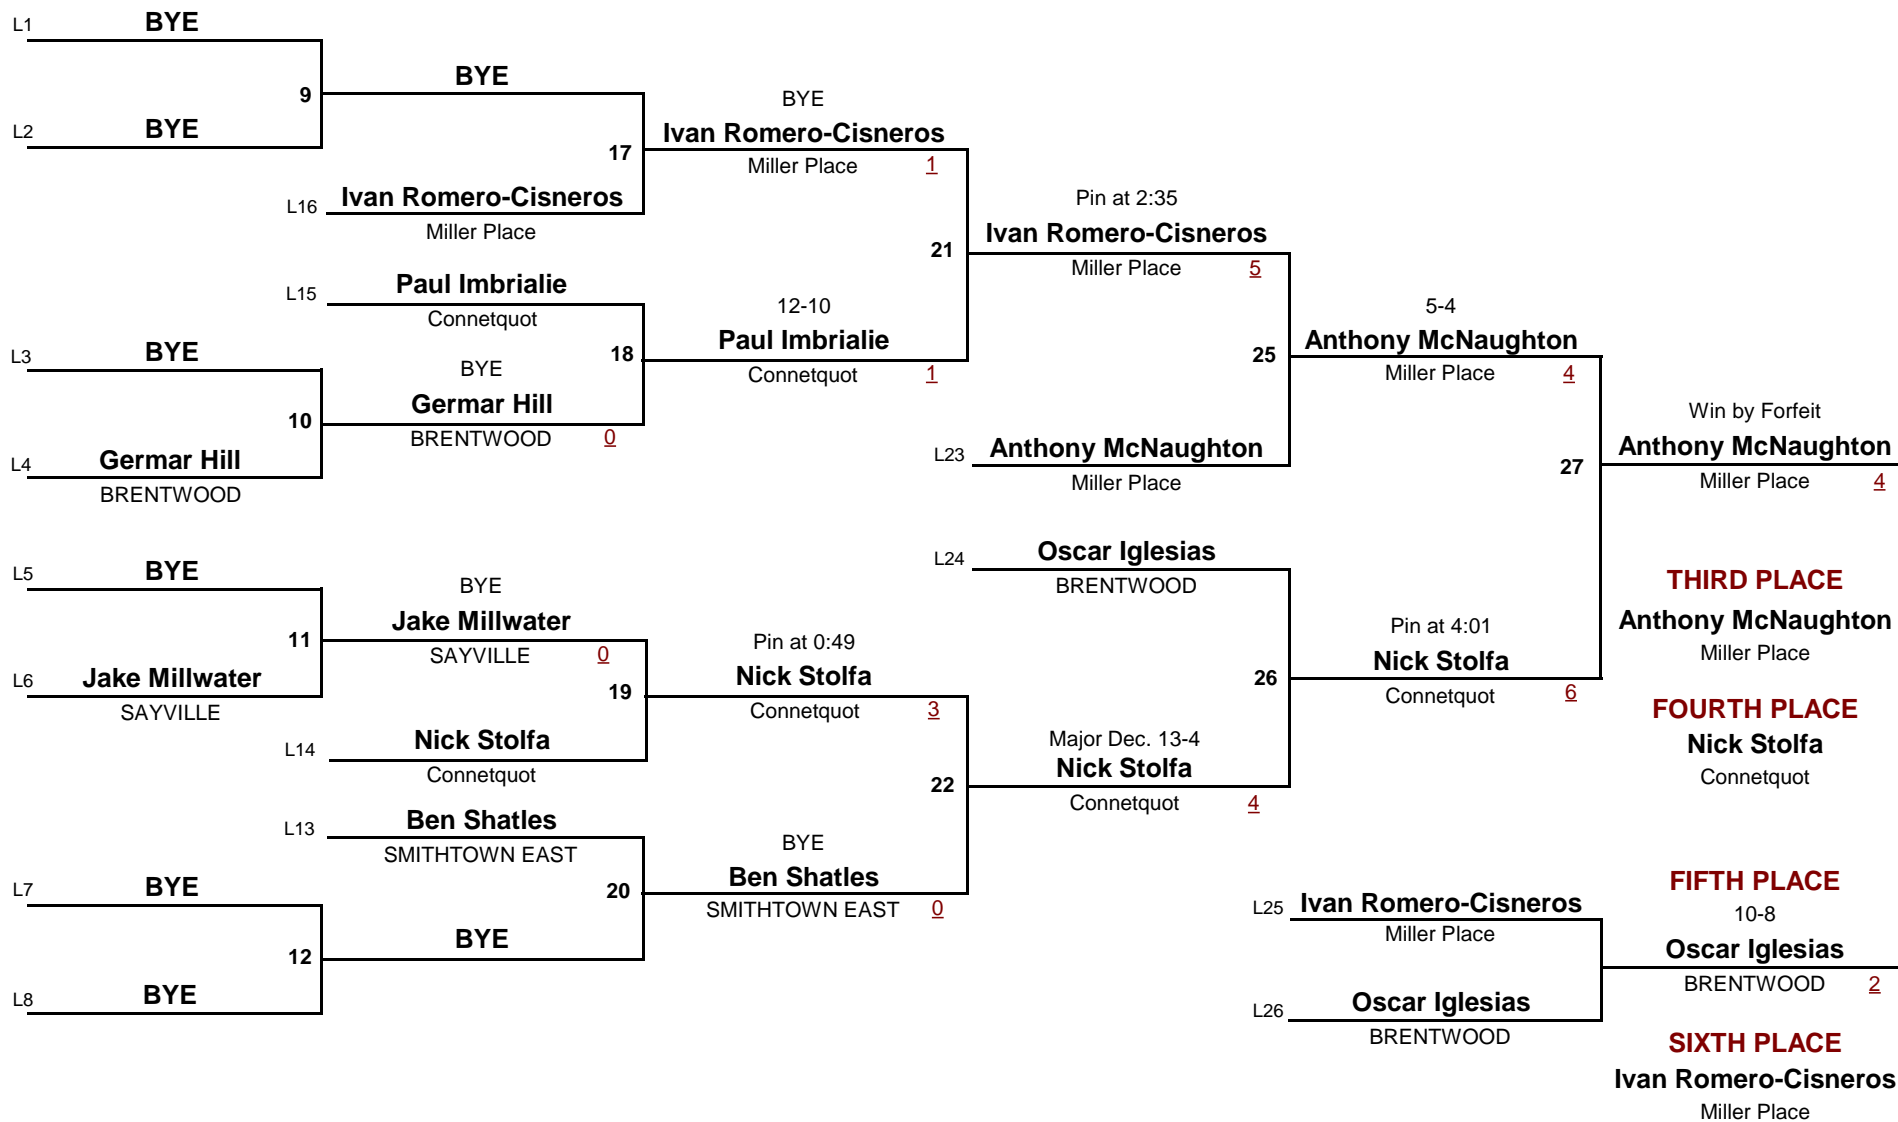 L1 BYE
9
BYE
L2 BYE
BYE
17
Ivan Romero-Cisneros
Miller Place 1
L16 Ivan Romero-Cisneros
Miller Place
Pin at 2:35
21
Ivan Romero-Cisneros
Miller Place 5
L15 Paul Imbrialie
Connetquot
12-10
18
Paul Imbrialie
Connetquot 1
L3 BYE
BYE
10
Germar Hill
BRENTWOOD 0
L4 Germar Hill
BRENTWOOD
5-4
25
Anthony McNaughton
Miller Place 4
L23 Anthony McNaughton
Miller Place
Win by Forfeit
27
Anthony McNaughton
Miller Place 4
L24 Oscar Iglesias
BRENTWOOD
L5 BYE
BYE
11
Jake Millwater
SAYVILLE 0
L6 Jake Millwater
SAYVILLE
Pin at 0:49
19
Nick Stolfa
Connetquot 3
L14 Nick Stolfa
Connetquot
Pin at 4:01
26
Nick Stolfa
Connetquot 6
Major Dec. 13-4
22
Nick Stolfa
Connetquot 4
L13 Ben Shatles
SMITHTOWN EAST
BYE
20
Ben Shatles
SMITHTOWN EAST 0
L7 BYE
12
BYE
L8 BYE
THIRD PLACE
Anthony McNaughton
Miller Place
FOURTH PLACE
Nick Stolfa
Connetquot
L25 Ivan Romero-Cisneros
Miller Place
L26 Oscar Iglesias
BRENTWOOD
FIFTH PLACE
10-8
Oscar Iglesias
BRENTWOOD 2
SIXTH PLACE
Ivan Romero-Cisneros
Miller Place